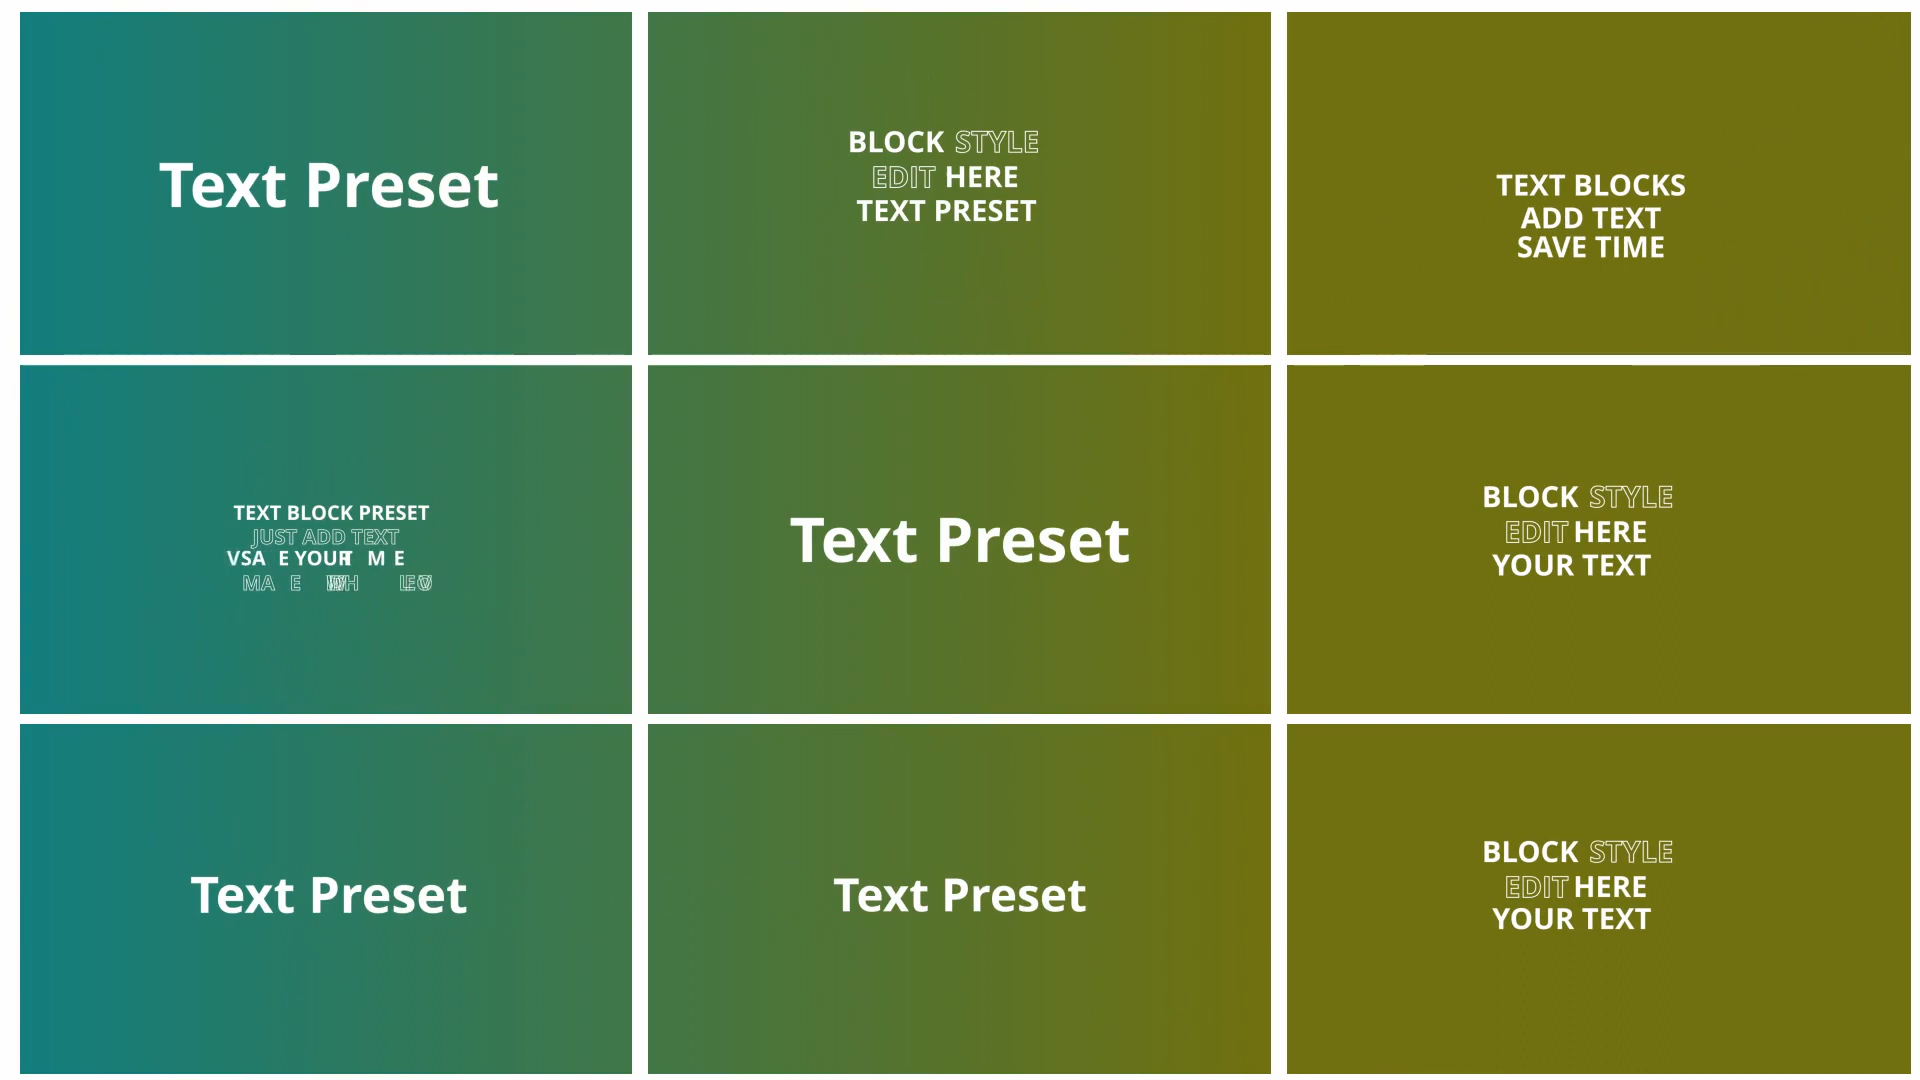 Text Preset
BLOCK STYLE
EDIT HERE
TEXT PRESET
TEXT BLOCKS
ADD TEXT
SAVE TIME
TEXT BLOCK PRESET
JUST ADD TEXT
Text Preset
BLOCK STYLE
EDIT HERE
YOUR TEXT
Text Preset
Text Preset
BLOCK STYLE
EDIT HERE
YOUR TEXT